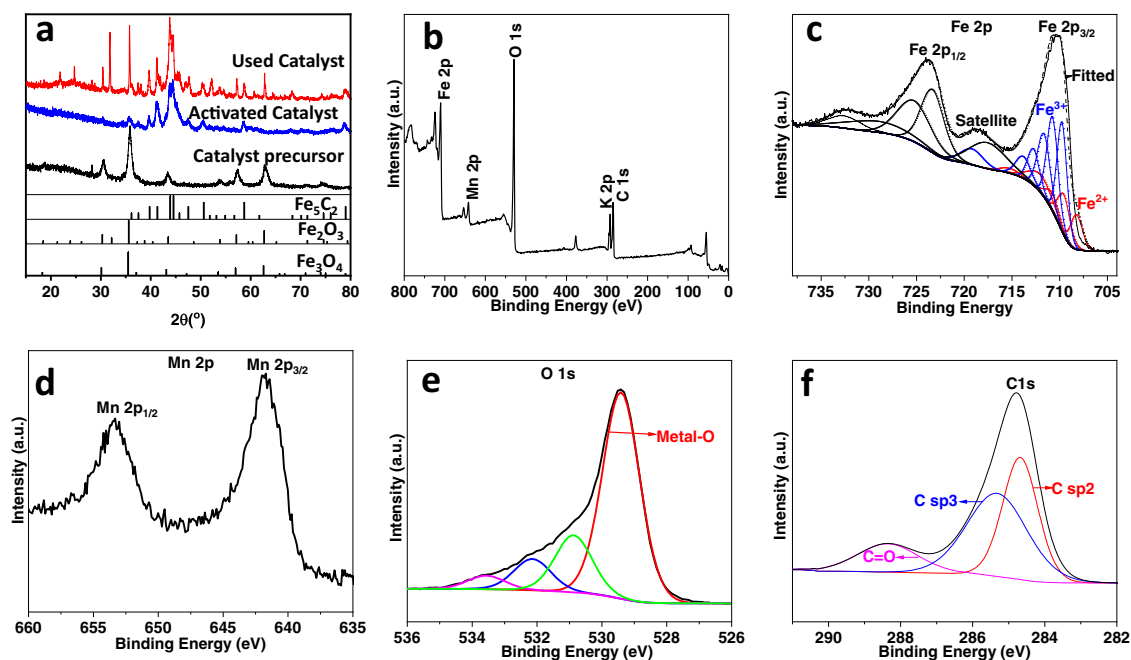 a
Used Catalyst
Activated Catalyst
Catalyst precursor
Fe5C2
Fe2O3
Fe3O4
20 30 40 50 60 70 80
2θ(°)
b
Intensity (a.u.)
Fe 2p
Mn 2p
O 1s
K 2p
C 1s
800 700 600 500 400 300 200 100 0
Binding Energy (eV)
c
Intensity (a.u.)
Fe 2p
Fe 2p1/2
Fe 2p3/2
Satellite
Fitted
Fe3+
Fe2+
735 729 723 717 711 705
Binding Energy
d
Intensity (a.u.)
Mn 2p
Mn 2p1/2
Mn 2p3/2
660 655 650 645 640 635
Binding Energy (eV)
e
Intensity (a.u.)
O 1s
Metal-O
536 534 532 530 528 526
Binding Energy (eV)
f
Intensity (a.u.)
C1s
C sp3
C sp2
C=O
290 288 286 284 282
Binding Energy (eV)